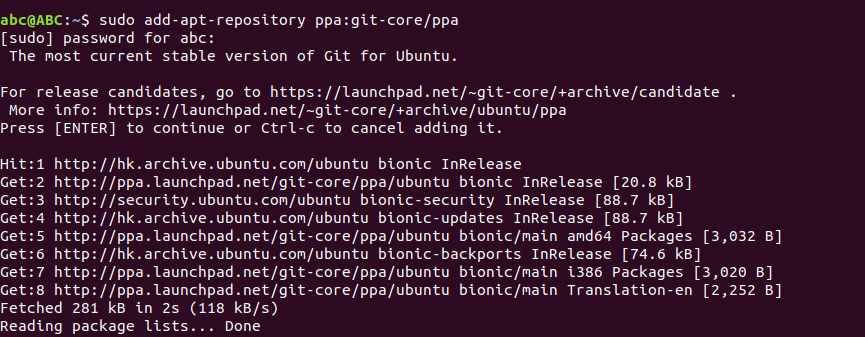 abc@ABC:~$ sudo add-apt-repository ppa:git-core/ppa
[sudo] password for abc:
 The most current stable version of Git for Ubuntu.

For release candidates, go to https://launchpad.net/~git-core/+archive/candidate .
 More info: https://launchpad.net/~git-core/+archive/ubuntu/ppa
Press [ENTER] to continue or Ctrl-c to cancel adding it.

Hit:1 http://hk.archive.ubuntu.com/ubuntu bionic InRelease
Get:2 http://ppa.launchpad.net/git-core/ppa/ubuntu bionic InRelease [20.8 kB]
Get:3 http://security.ubuntu.com/ubuntu bionic-security InRelease [88.7 kB]
Get:4 http://hk.archive.ubuntu.com/ubuntu bionic-updates InRelease [88.7 kB]
Get:5 http://ppa.launchpad.net/git-core/ppa/ubuntu bionic/main amd64 Packages [3,032 B]
Get:6 http://hk.archive.ubuntu.com/ubuntu bionic-backports InRelease [74.6 kB]
Get:7 http://ppa.launchpad.net/git-core/ppa/ubuntu bionic/main i386 Packages [3,020 B]
Get:8 http://ppa.launchpad.net/git-core/ppa/ubuntu bionic/main Translation-en [2,252 B]
Fetched 281 kB in 2s (118 kB/s)
Reading package lists... Done